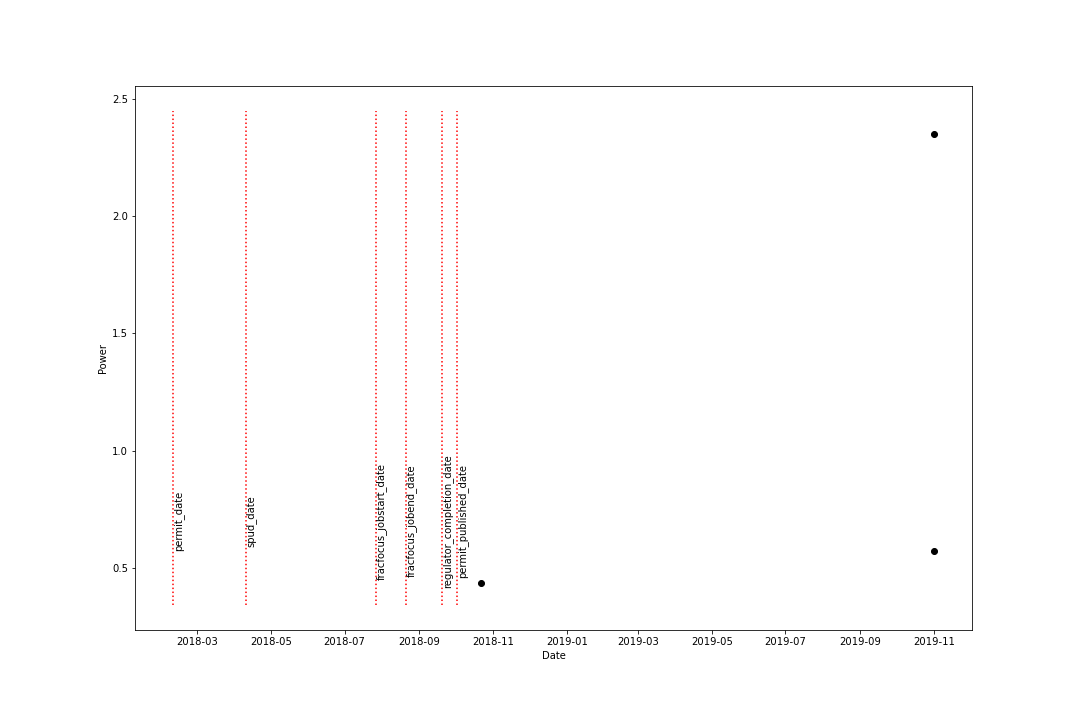 2.5
2.0
1.5
1.0
0.5
Power
permit_date
spud_date
fracfocus_jobstart_date
fracfocus_jobend_date
regulator_completion_date
permit_published_date
2018-03 2018-05 2018-07 2018-09 2018-11 2019-01 2019-03 2019-05 2019-07 2019-09 2019-11
Date